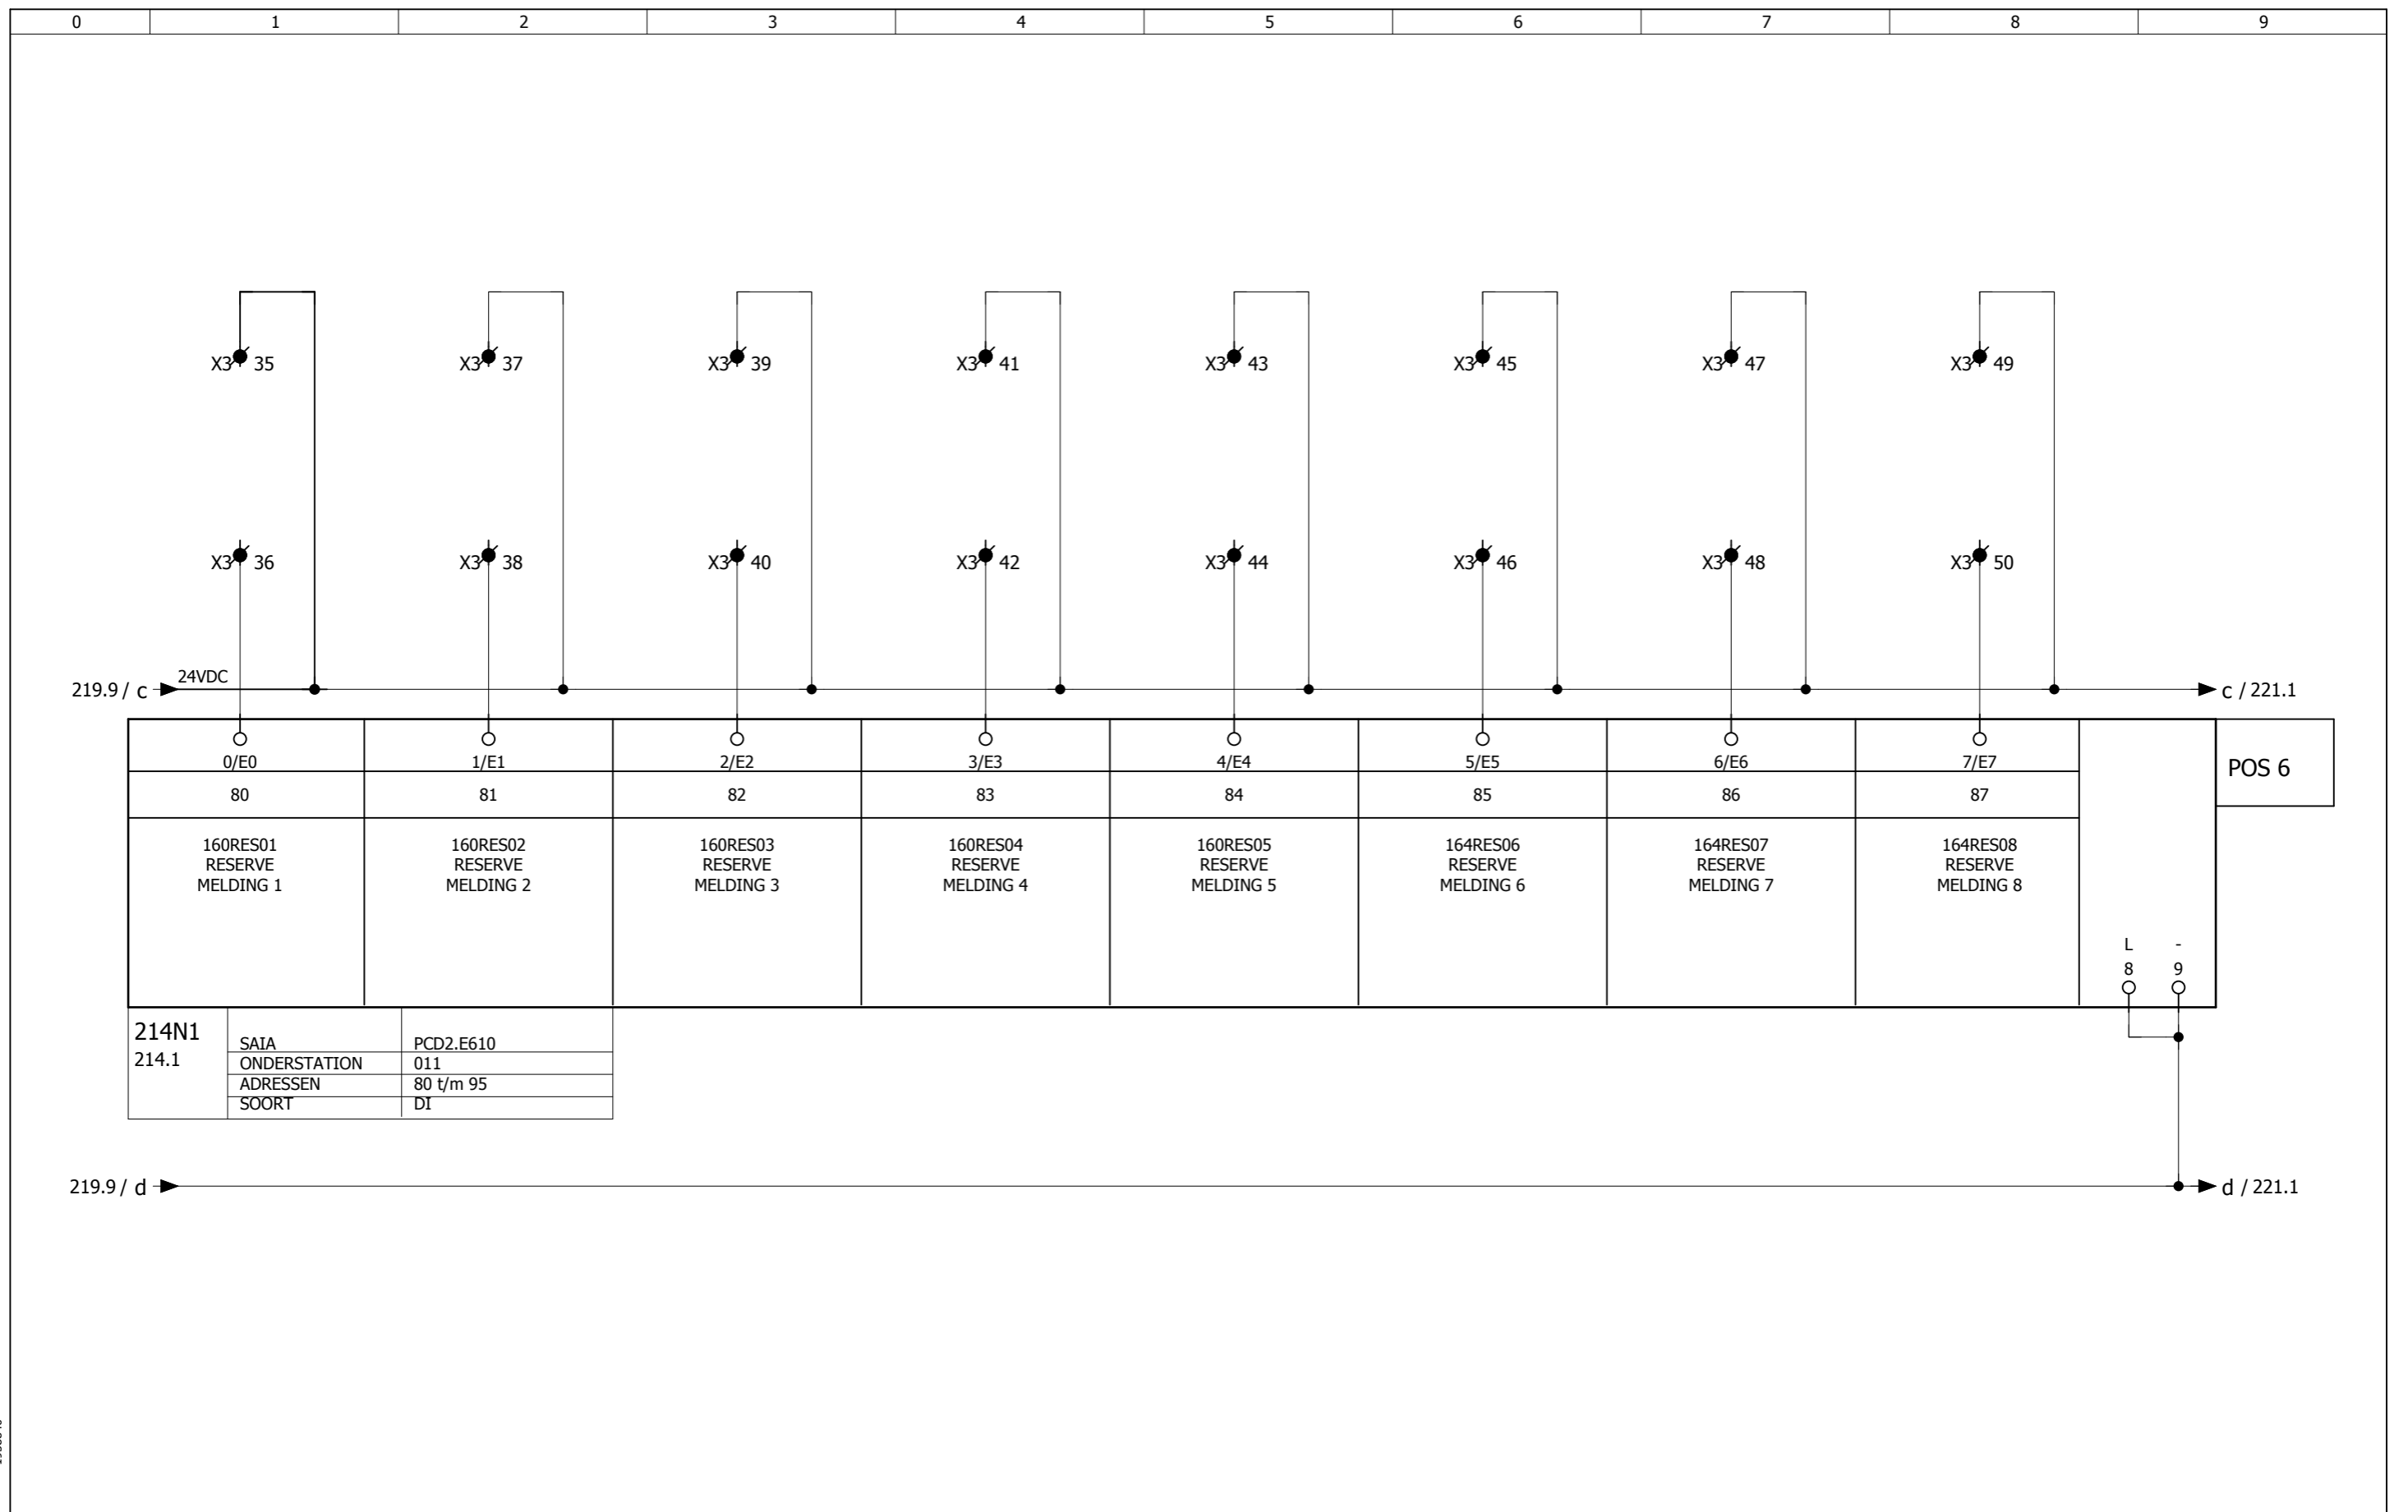 0 1 2 3 4 5 6 7 8 9
X3 35 X3 37 X3 39 X3 41 X3 43 X3 45 X3 47 X3 49
X3 36 X3 38 X3 40 X3 42 X3 44 X3 46 X3 48 X3 50
24VDC
219.9 / c c / 221.1
0/E0 1/E1 2/E2 3/E3 4/E4 5/E5 6/E6 7/E7
POS 6
80 81 82 83 84 85 86 87
160RES01 160RES02 160RES03 160RES04 160RES05 164RES06 164RES07 164RES08
RESERVE RESERVE RESERVE RESERVE RESERVE RESERVE RESERVE RESERVE
MELDING 1 MELDING 2 MELDING 3 MELDING 4 MELDING 5 MELDING 6 MELDING 7 MELDING 8
L -
8 9
214N1
214.1
SAIA PCD2.E610
ONDERSTATION 011
ADRESSEN 80 t/m 95
SOORT DI
219.9 / d d / 221.1